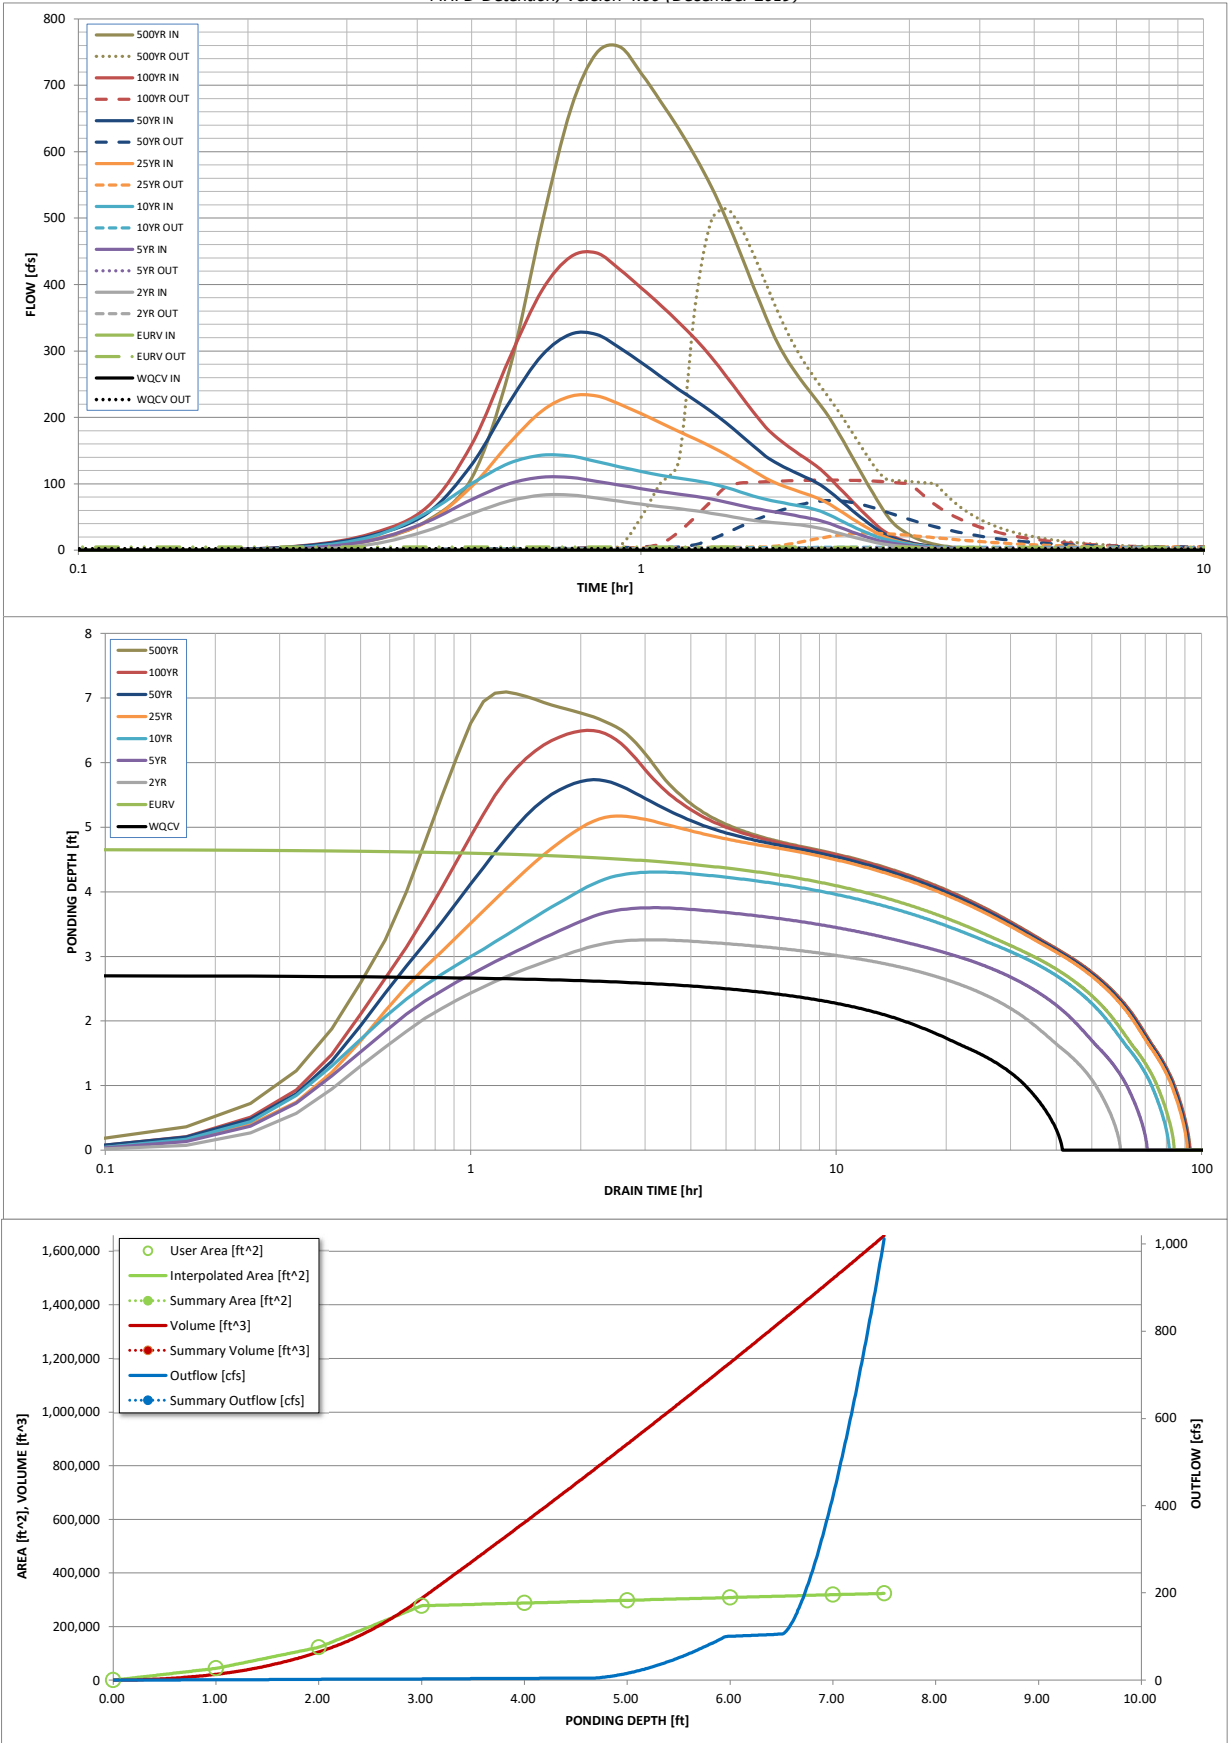 MHFD-Detention, Version 4.00 (December 2019)
800
700
600
500
400
300
200
100
0
FLOW [cfs]
500YR IN
500YR OUT
100YR IN
100YR OUT
50YR IN
50YR OUT
25YR IN
25YR OUT
10YR IN
10YR OUT
5YR IN
5YR OUT
2YR IN
2YR OUT
EURV IN
EURV OUT
WQCV IN
WQCV OUT
0.1
1
10
TIME [hr]
8
7
6
5
4
3
2
1
0
PONDING DEPTH [ft]
500YR
100YR
50YR
25YR
10YR
5YR
2YR
EURV
WQCV
0.1
1
10
100
DRAIN TIME [hr]
1,600,000
1,400,000
1,200,000
1,000,000
800,000
600,000
400,000
200,000
0
AREA [ft^2], VOLUME [ft^3]
User Area [ft^2]
Interpolated Area [ft^2]
Summary Area [ft^2]
Volume [ft^3]
Summary Volume [ft^3]
Outflow [cfs]
Summary Outflow [cfs]
1,000
800
600
400
200
0
OUTFLOW [cfs]
0.00
1.00
2.00
3.00
4.00
5.00
6.00
7.00
8.00
9.00
10.00
PONDING DEPTH [ft]